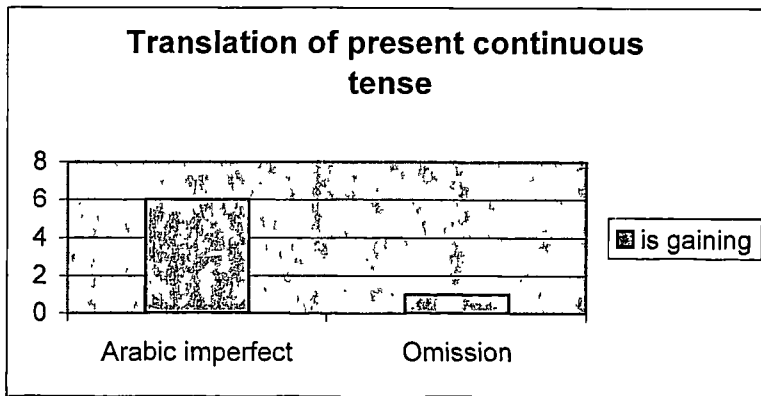 Translation of present continuous
tense
8
6
4
2
0
Arabic imperfect Omission
is gaining